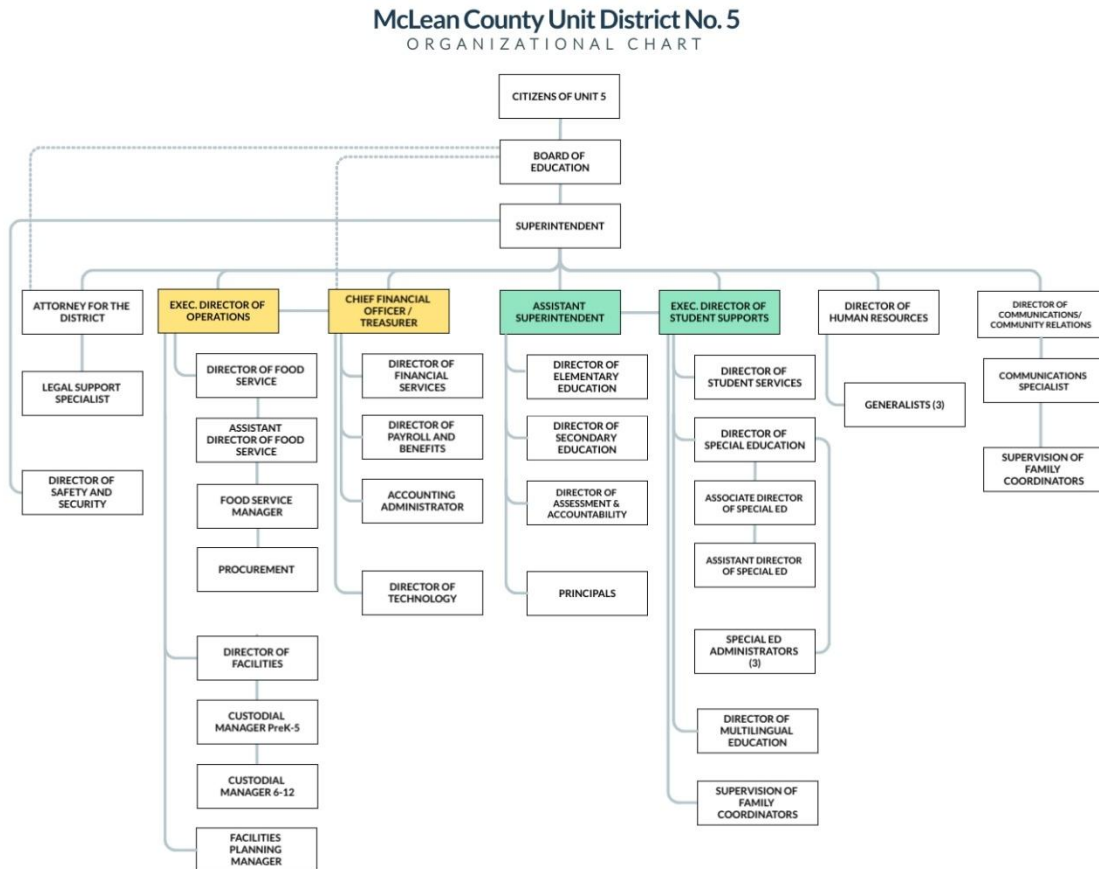 McLean County Unit District No. 5
ORGANIZATIONAL CHART
CITIZENS OF UNIT 5
BOARD OF
EDUCATION
SUPERINTENDENT
ATTORNEY FOR THE
DISTRICT
LEGAL SUPPORT
SPECIALIST
DIRECTOR OF
SAFETY AND
SECURITY
EXEC. DIRECTOR OF
OPERATIONS
DIRECTOR OF FOOD
SERVICE
ASSISTANT
DIRECTOR OF FOOD
SERVICE
FOOD SERVICE
MANAGER
PROCUREMENT
DIRECTOR OF
FACILITIES
CUSTODIAL
MANAGER PreK-5
CUSTODIAL
MANAGER 6-12
FACILITIES
PLANNING
MANAGER
CHIEF FINANCIAL
OFFICER /
TREASURER
DIRECTOR OF
FINANCIAL
SERVICES
DIRECTOR OF
PAYROLL AND
BENEFITS
ACCOUNTING
ADMINISTRATOR
DIRECTOR OF
TECHNOLOGY
ASSISTANT
SUPERINTENDENT
DIRECTOR OF
ELEMENTARY
EDUCATION
DIRECTOR OF
SECONDARY
EDUCATION
DIRECTOR OF
ASSESSMENT &
ACCOUNTABILITY
PRINCIPALS
EXEC. DIRECTOR OF
STUDENT SUPPORTS
DIRECTOR OF
STUDENT SERVICES
DIRECTOR OF
SPECIAL EDUCATION
ASSOCIATE DIRECTOR
OF SPECIAL ED
ASSISTANT DIRECTOR
OF SPECIAL ED
SPECIAL ED
ADMINISTRATORS
(3)
DIRECTOR OF
MULTILINGUAL
EDUCATION
SUPERVISION OF
FAMILY
COORDINATORS
DIRECTOR OF
HUMAN RESOURCES
GENERALISTS (3)
DIRECTOR OF
COMMUNICATIONS/
COMMUNITY RELATIONS
COMMUNICATIONS
SPECIALIST
SUPERVISION OF
FAMILY
COORDINATORS